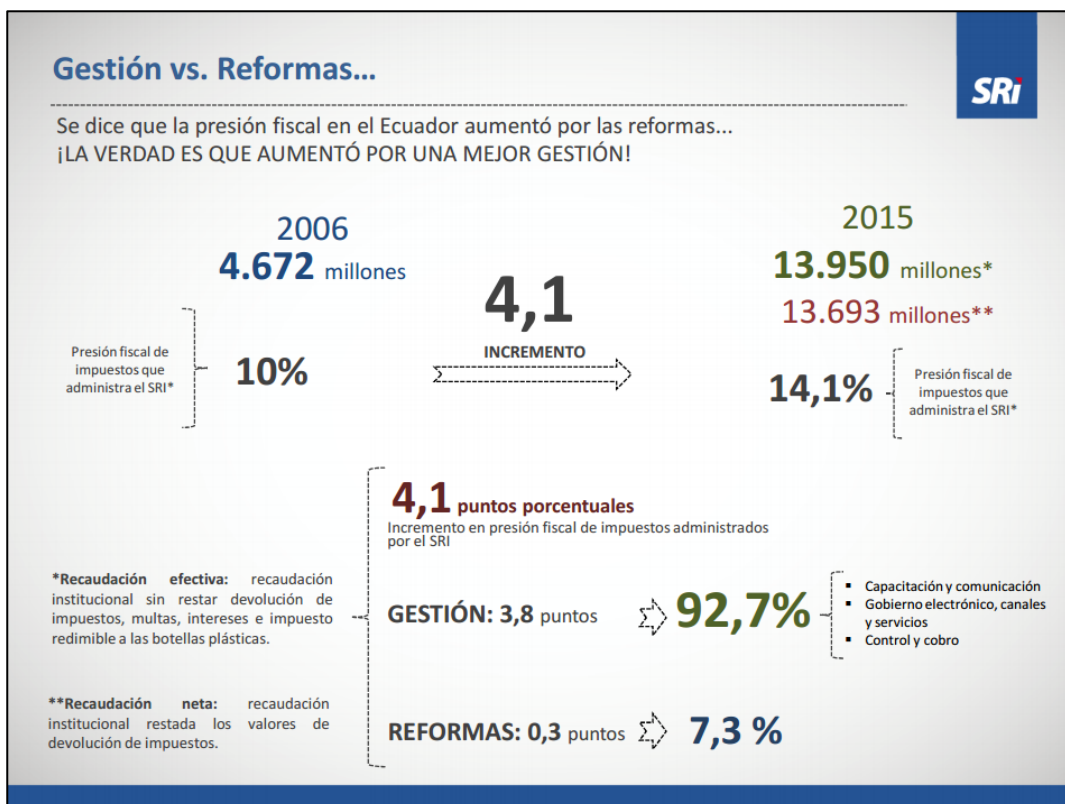 Gestión vs. Reformas...
SRi
Se dice que la presión fiscal en el Ecuador aumentó por las reformas...
¡LA VERDAD ES QUE AUMENTÓ POR UNA MEJOR GESTIÓN!
2006
4.672 millones
2015
13.950 millones*
13.693 millones**
4,1
INCREMENTO
Presión fiscal de
impuestos que
administra el SRI*
10%
14,1%
Presión fiscal de
impuestos que
administra el SRI*
4,1 puntos porcentuales
Incremento en presión fiscal de impuestos administrados
por el SRI
*Recaudación efectiva: recaudación
institucional sin restar devolución de
impuestos, multas, intereses e impuesto
redimible a las botellas plásticas.
GESTIÓN: 3,8 puntos
92,7%
▪ Capacitación y comunicación
▪ Gobierno electrónico, canales
y servicios
▪ Control y cobro
**Recaudación neta: recaudación
institucional restada los valores de
devolución de impuestos.
REFORMAS: 0,3 puntos
7,3 %